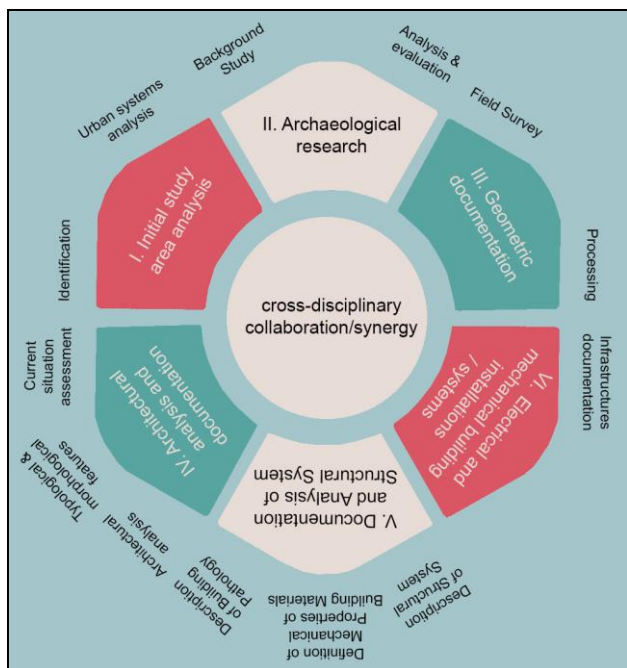 Background
Study
Analysis &
evaluation
Urban systems
analysis
Field Survey
II. Archaeological
research
I. Initial study
area analysis
III. Geometric
documentation
Identification
Processing
cross-disciplinary
collaboration/synergy
Current
situation
assessment
Infrastructures
documentation
IV. Architectural
analysis and
documentation
VI. Electrical and
mechanical building
installations
/ systems
V. Documentation
and Analysis of
Structural System
Typological &
morphological
features
Architectural
analysis
Description
of Building
Pathology
Definition of
Mechanical
Properties of
Building Materials
Description
of Structural
System